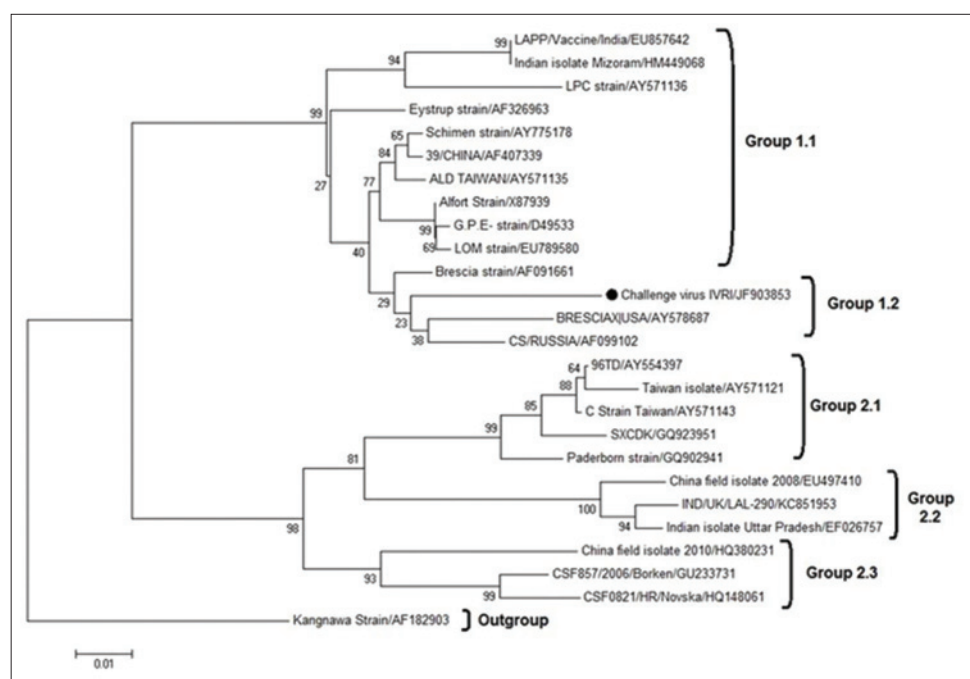 LAPP/Vaccine/India/EU857642
99
Indian isolate Mizoram/HM449068
94
LPC strain/AY571136
99
Eystrup strain/AF326963
Group 1.1
65
Schimen strain/AY775178
84
39/CHINA/AF407339
27
77
ALD TAIWAN/AY571135
Alfort Strain/X87939
99
G.P.E- strain/D49533
69
LOM strain/EU789580
40
Brescia strain/AF091661
29
Challenge virus IVRI/JF903853
Group 1.2
23
BRESCIAX|USA/AY578687
38
CS/RUSSIA/AF099102
64
96TD/AY554397
88
Taiwan isolate/AY571121
Group 2.1
85
C Strain Taiwan/AY571143
99
SXCDK/GQ923951
81
Paderborn strain/GQ902941
China field isolate 2008/EU497410
Group
2.2
100
IND/UK/LAL-290/KC851953
94
Indian isolate Uttar Pradesh/EF026757
98
China field isolate 2010/HQ380231
Group 2.3
93
CSF857/2006/Borken/GU233731
99
CSF0821/HR/Novska/HQ148061
Kangnawa Strain/AF182903
Outgroup
0.01